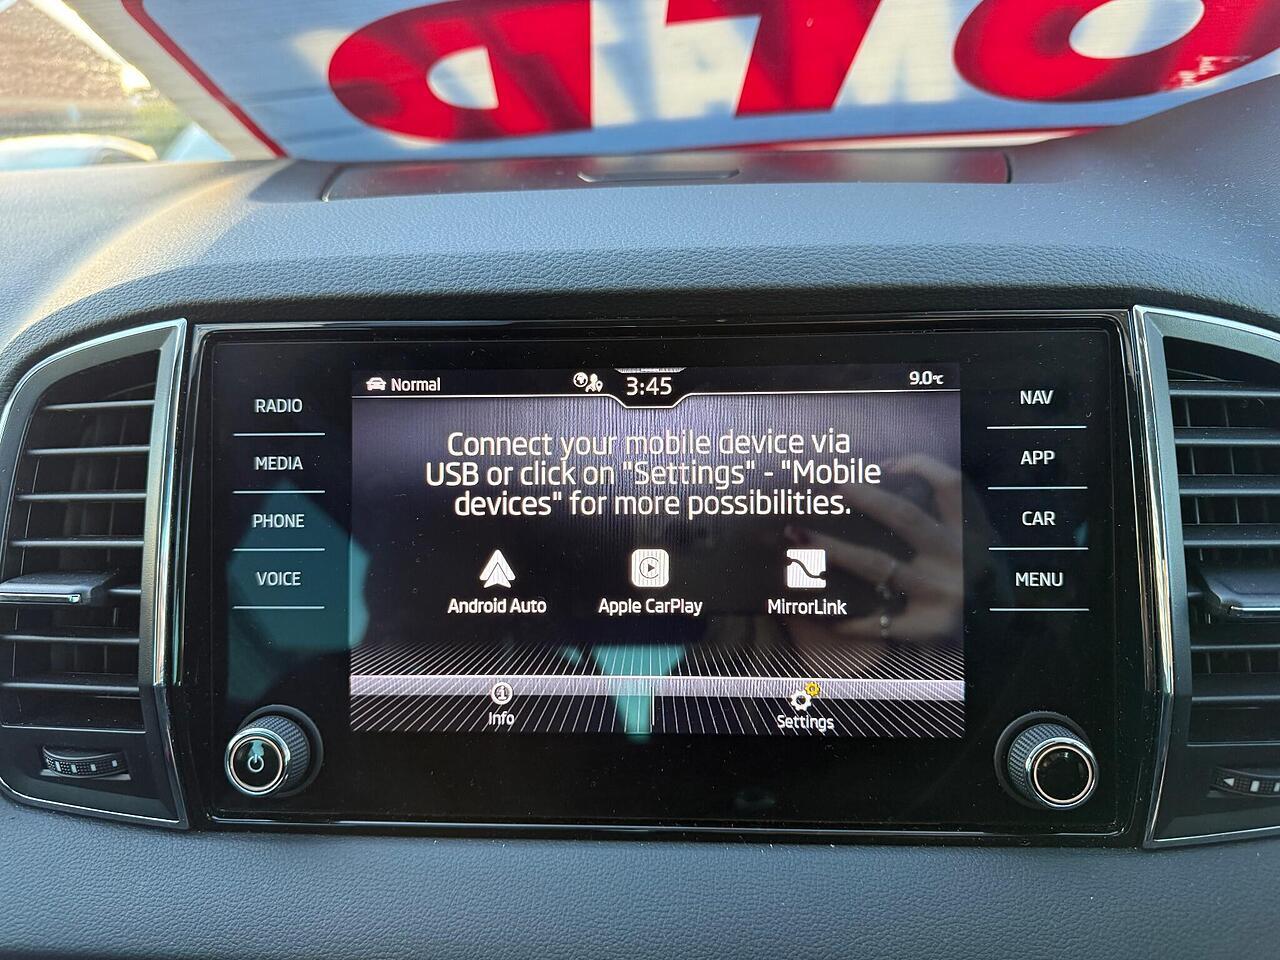 Normal
3:45
9.0°C
RADIO
MEDIA
PHONE
VOICE
Connect your mobile device via
USB or click on "Settings" - "Mobile
devices" for more possibilities.
Android Auto
Apple CarPlay
MirrorLink
Info
Settings
NAV
APP
CAR
MENU